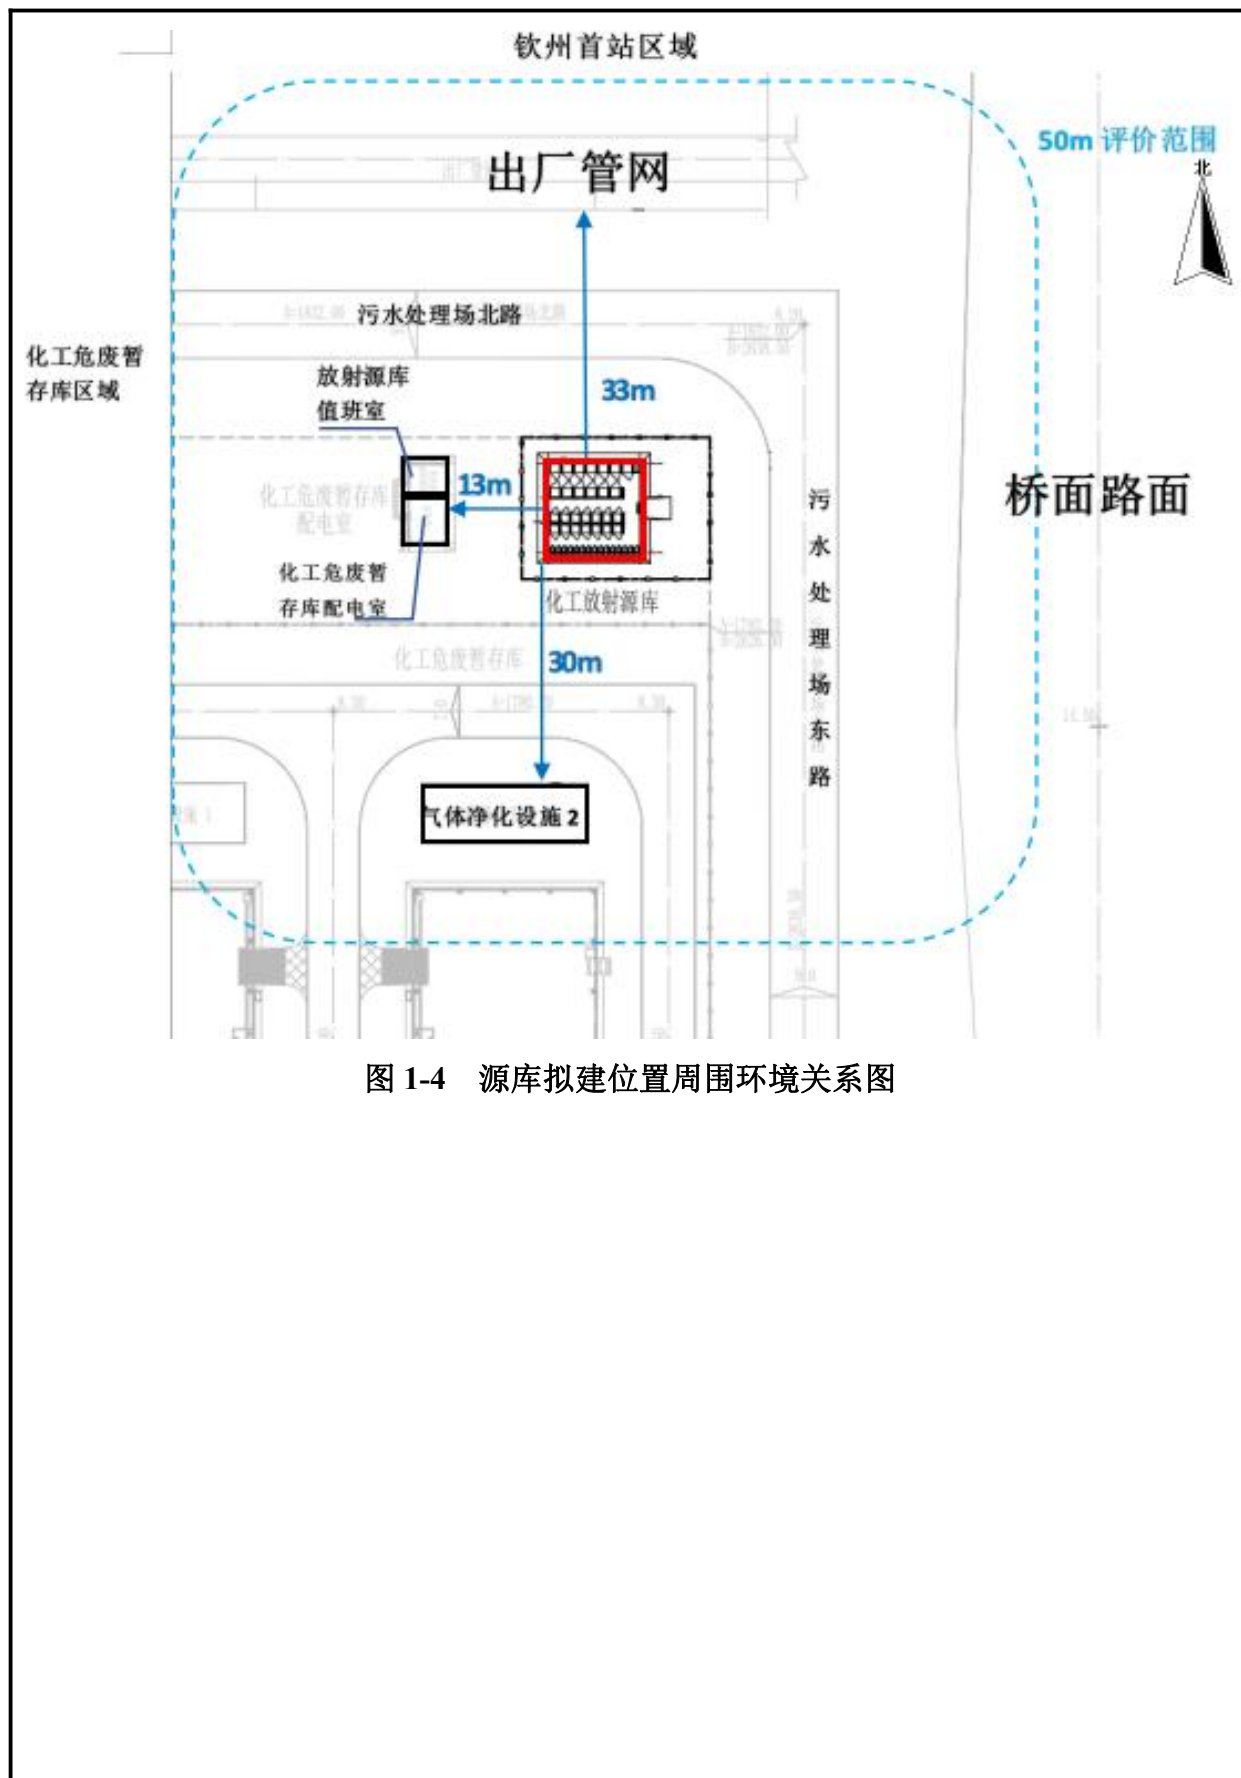 钦州首站区域
50m 评价范围
北
出厂管网
污水处理场北路
化工危废暂
存库区域
放射源库
值班室
33m
13m
桥面路面
化工危废暂存库
配电室
化工危废暂
存库配电室
化工放射源库
污水处理场东路
化工危废暂存库
30m
气体净化设施 2
图 1-4 源库拟建位置周围环境关系图